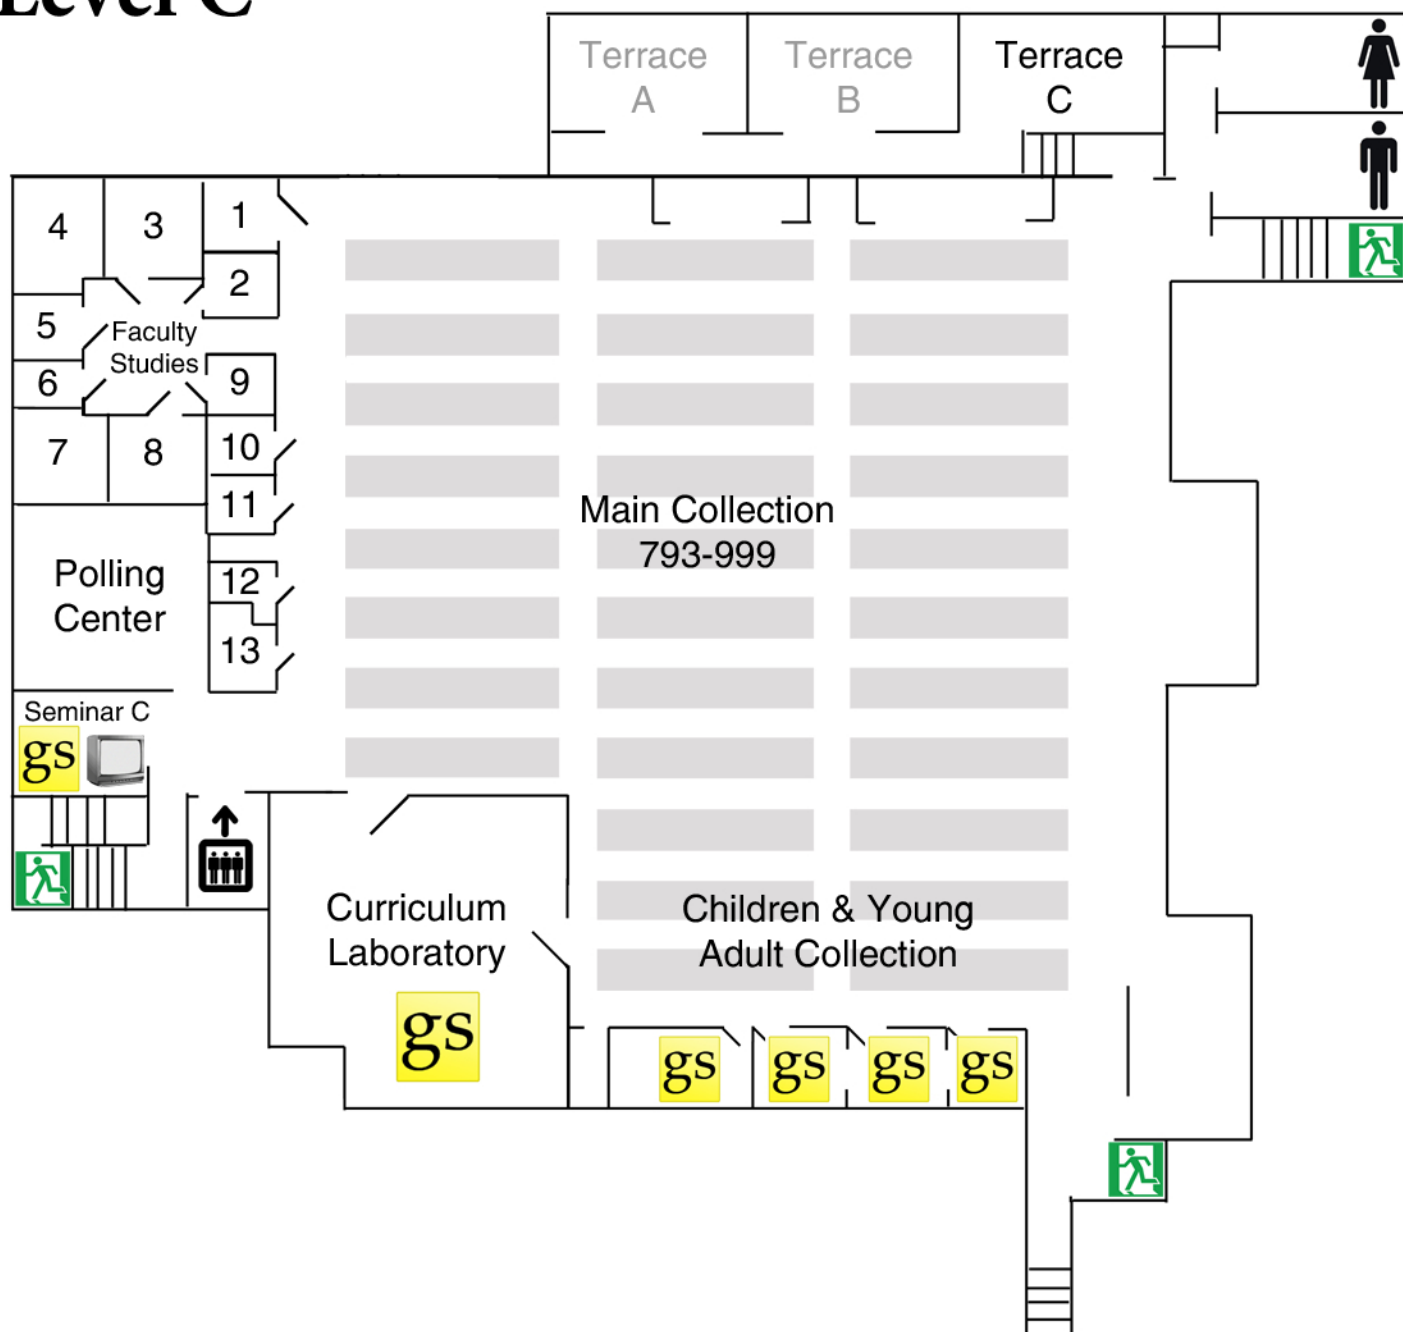 Level C
Terrace
A
Terrace
B
Terrace
C
4
3
1
2
5
Faculty
Studies
6
9
7
8
10
11
Main Collection
793-999
Polling
Center
12
13
Seminar C
gs
Curriculum
Laboratory
gs
Children & Young
Adult Collection
gs
gs
gs
gs